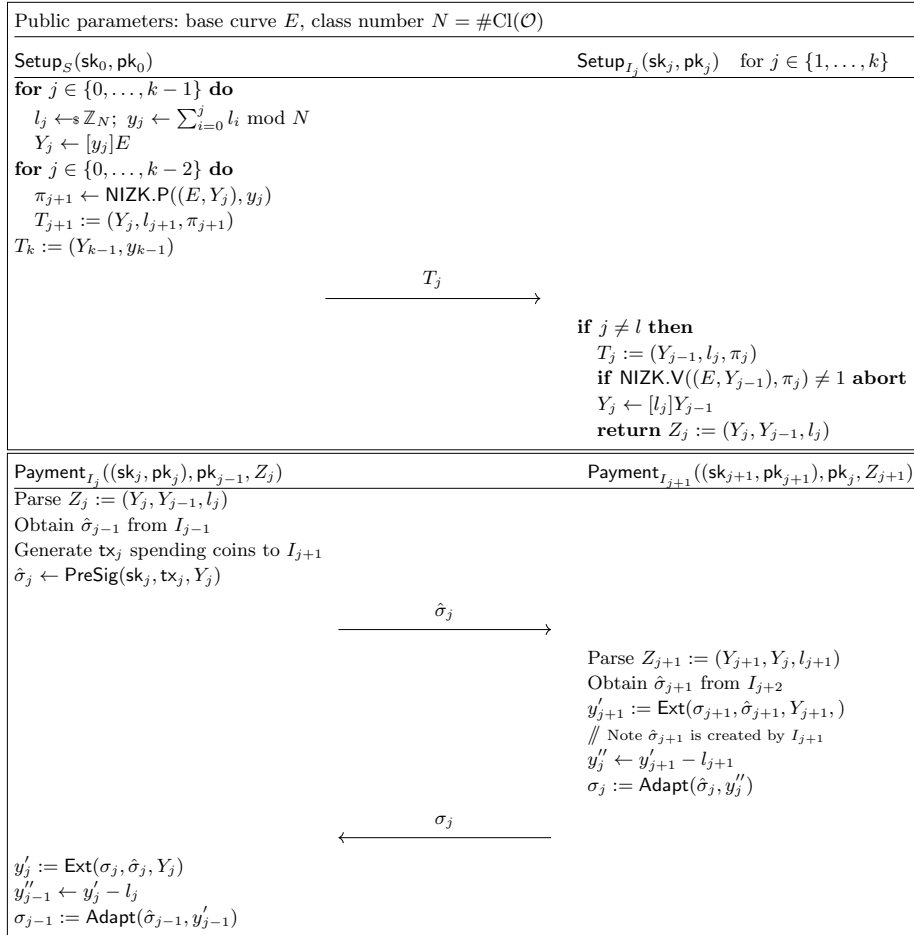 Public parameters: base curve E, class number N = #Cl(𝒪)
Setup_S(sk_0, pk_0)
Setup_{I_j}(sk_j, pk_j) for j ∈ {1, . . . , k}
for j ∈ {0, . . . , k − 1} do
l_j ←$ ℤ_N; y_j ← ∑_{i=0}^{j} l_i mod N
Y_j ← [y_j]E
for j ∈ {0, . . . , k − 2} do
π_{j+1} ← NIZK.P((E, Y_j), y_j)
T_{j+1} := (Y_j, l_{j+1}, π_{j+1})
T_k := (Y_{k−1}, y_{k−1})
T_j
if j ≠ l then
T_j := (Y_{j−1}, l_j, π_j)
if NIZK.V((E, Y_{j−1}), π_j) ≠ 1 abort
Y_j ← [l_j]Y_{j−1}
return Z_j := (Y_j, Y_{j−1}, l_j)
Payment_{I_j}((sk_j, pk_j), pk_{j−1}, Z_j)
Payment_{I_{j+1}}((sk_{j+1}, pk_{j+1}), pk_j, Z_{j+1})
Parse Z_j := (Y_j, Y_{j−1}, l_j)
Obtain σ̂_{j−1} from I_{j−1}
Generate tx_j spending coins to I_{j+1}
σ̂_j ← PreSig(sk_j, tx_j, Y_j)
σ̂_j
Parse Z_{j+1} := (Y_{j+1}, Y_j, l_{j+1})
Obtain σ̂_{j+1} from I_{j+2}
y′_{j+1} := Ext(σ_{j+1}, σ̂_{j+1}, Y_{j+1}, )
// Note σ̂_{j+1} is created by I_{j+1}
y″_j ← y′_{j+1} − l_{j+1}
σ_j := Adapt(σ̂_j, y″_j)
σ_j
y′_j := Ext(σ_j, σ̂_j, Y_j)
y″_{j−1} ← y′_j − l_j
σ_{j−1} := Adapt(σ̂_{j−1}, y′_{j−1})